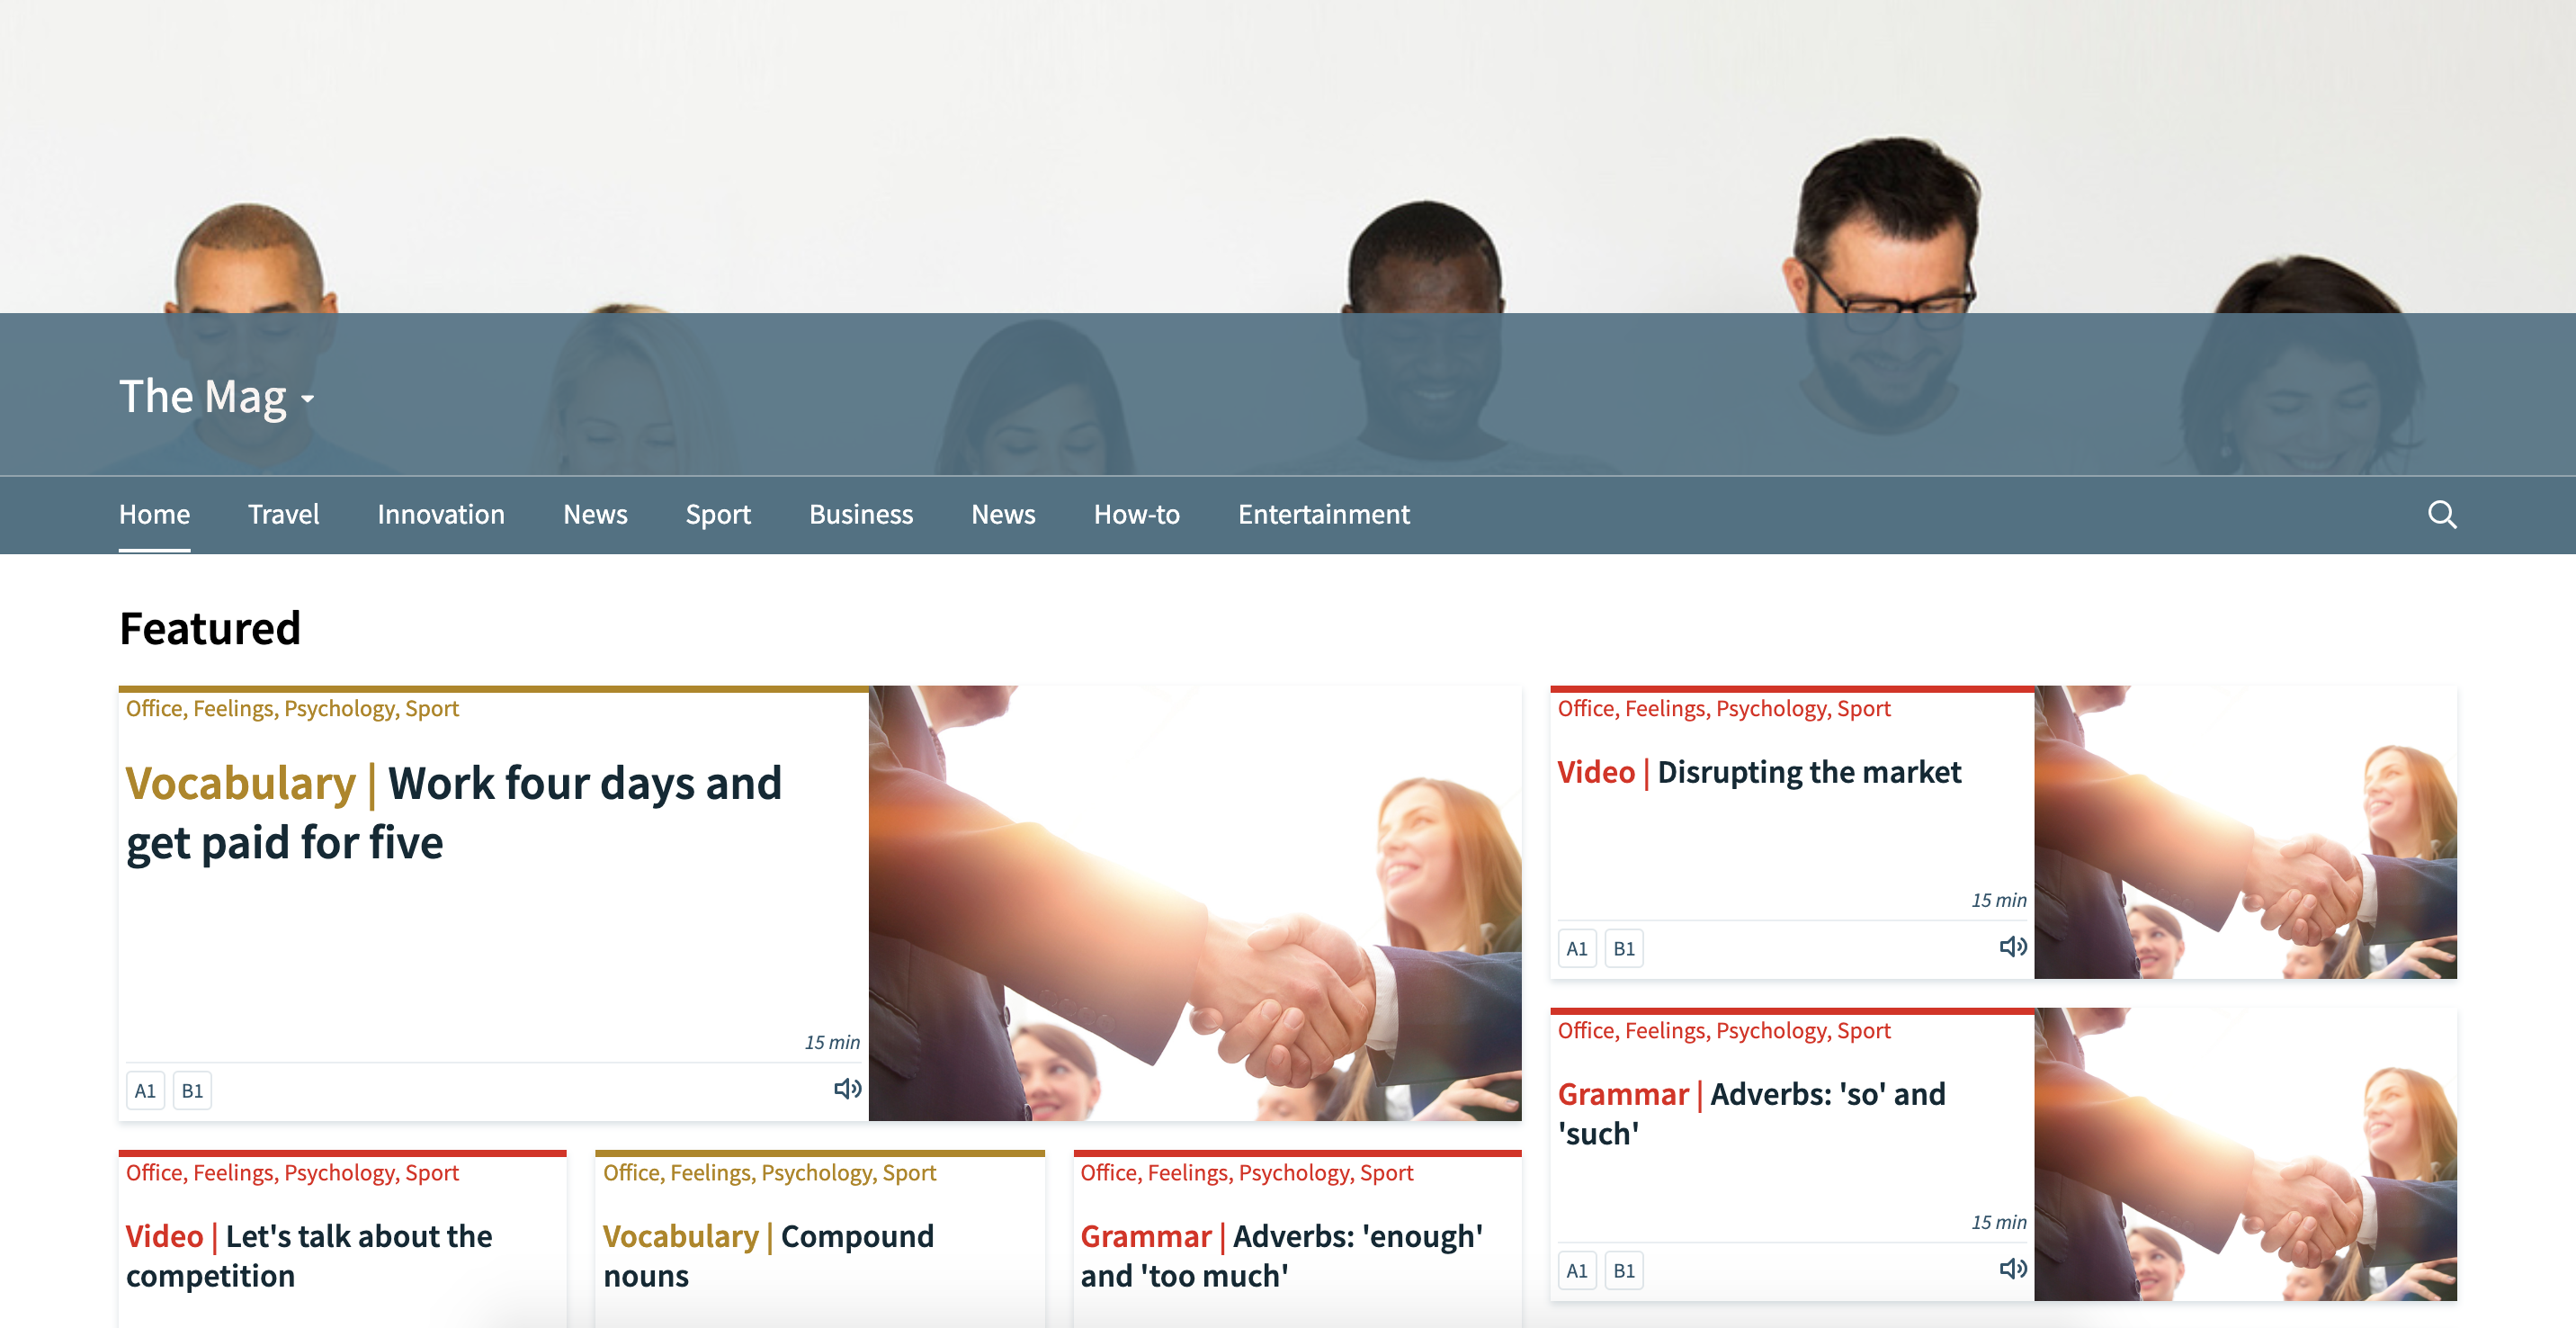 The Mag
Home Travel Innovation News Sport Business News How-to Entertainment
Featured
Office, Feelings, Psychology, Sport
Vocabulary | Work four days and
get paid for five
15 min
A1 B1
Office, Feelings, Psychology, Sport
Video | Disrupting the market
15 min
A1 B1
Office, Feelings, Psychology, Sport
Grammar | Adverbs: 'so' and
'such'
15 min
A1 B1
Office, Feelings, Psychology, Sport
Video | Let's talk about the
competition
Office, Feelings, Psychology, Sport
Vocabulary | Compound
nouns
Office, Feelings, Psychology, Sport
Grammar | Adverbs: 'enough'
and 'too much'